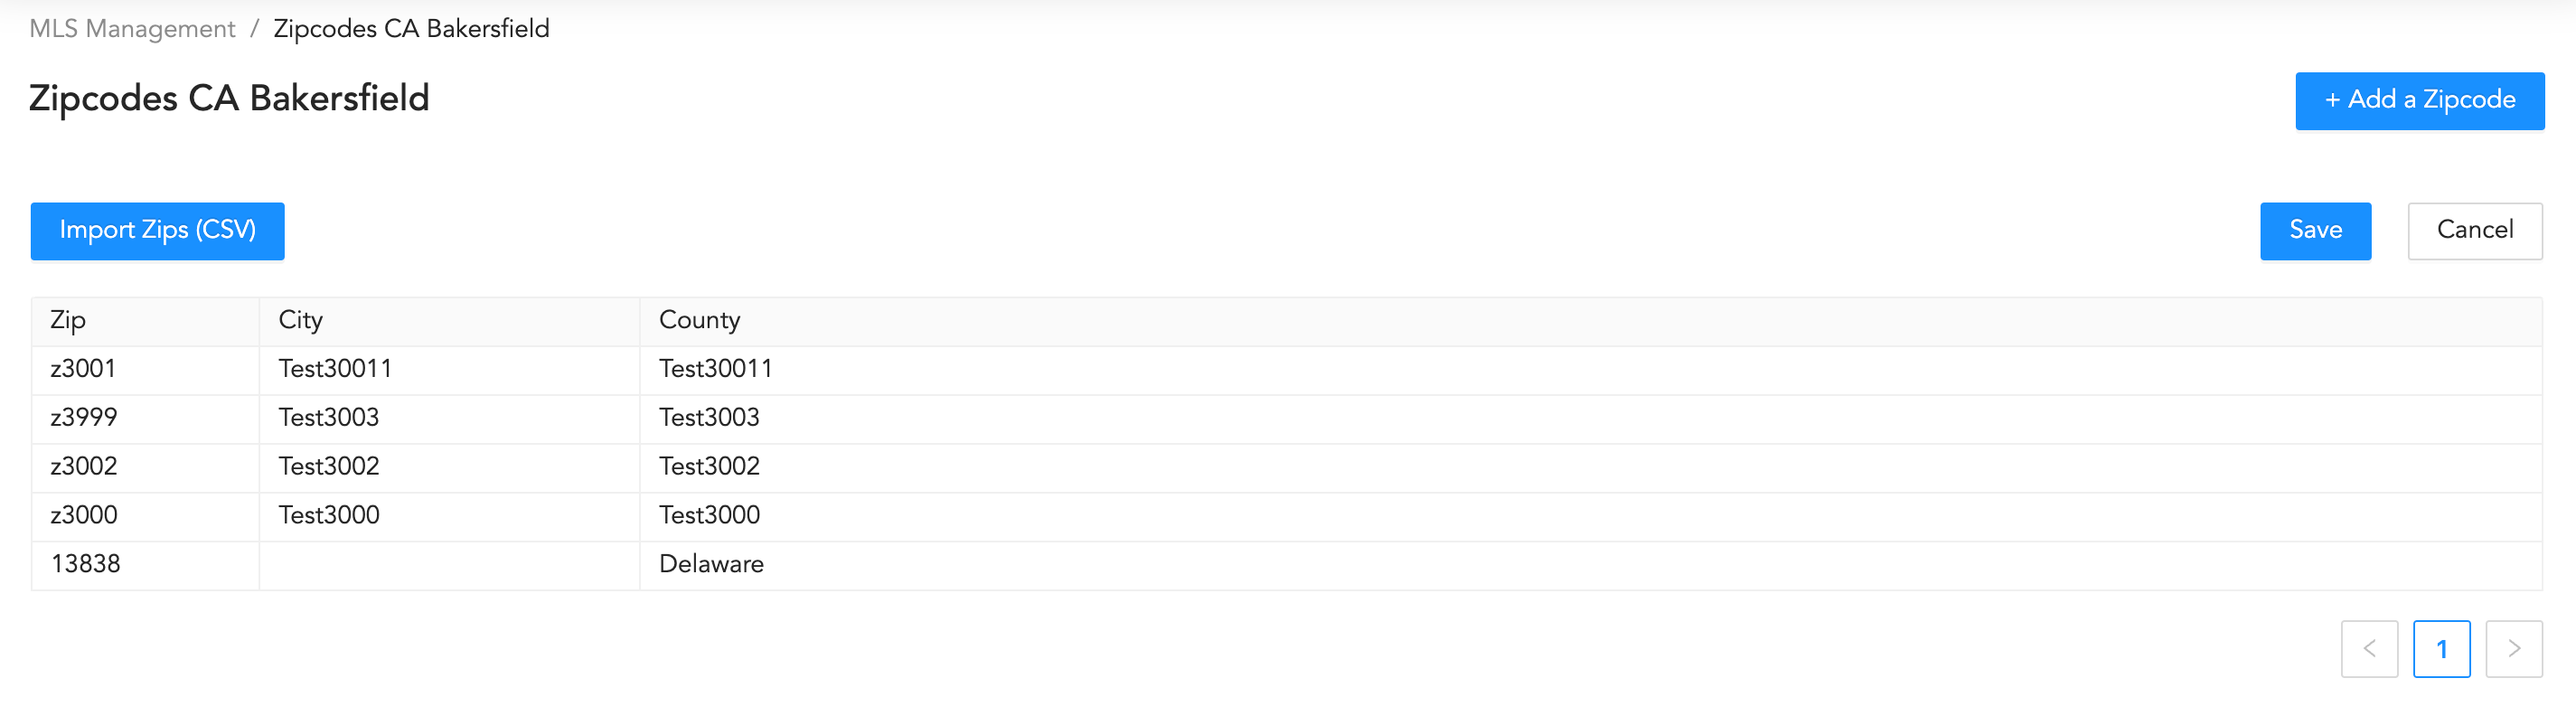 MLS Management / Zipcodes CA Bakersfield
Zipcodes CA Bakersfield
+ Add a Zipcode
Import Zips (CSV)
Save
Cancel
Zip City County
z3001 Test30011 Test30011
z3999 Test3003 Test3003
z3002 Test3002 Test3002
z3000 Test3000 Test3000
13838 Delaware
< 1 >